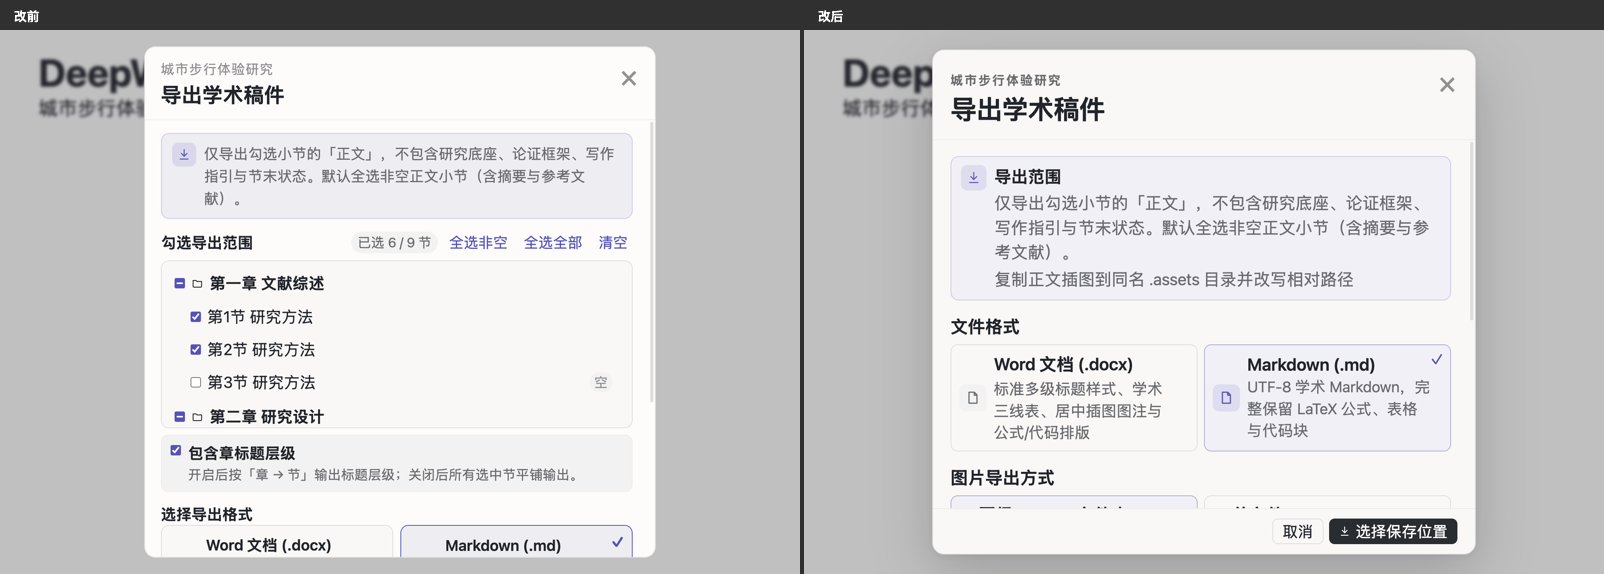 改前
DeepW
城市步行体验
城市步行体验研究
导出学术稿件
仅导出勾选小节的「正文」，不包含研究底座、论证框架、写作
指引与节末状态。默认全选非空正文小节（含摘要与参考文
献）。
勾选导出范围
已选 6 / 9 节
全选非空
全选全部
清空
第一章 文献综述
第1节 研究方法
第2节 研究方法
第3节 研究方法
空
第二章 研究设计
包含章标题层级
开启后按「章 → 节」输出标题层级；关闭后所有选中节平铺输出。
选择导出格式
Word 文档 (.docx)
Markdown (.md)
改后
Deep
城市步行
城市步行体验研究
导出学术稿件
导出范围
仅导出勾选小节的「正文」，不包含研究底座、论证框架、
写作指引与节末状态。默认全选非空正文小节（含摘要与参
考文献）。
复制正文插图到同名 .assets 目录并改写相对路径
文件格式
Word 文档 (.docx)
标准多级标题样式、学术
三线表、居中插图图注与
公式/代码排版
Markdown (.md)
UTF-8 学术 Markdown，完
整保留 LaTeX 公式、表格
与代码块
图片导出方式
取消
选择保存位置